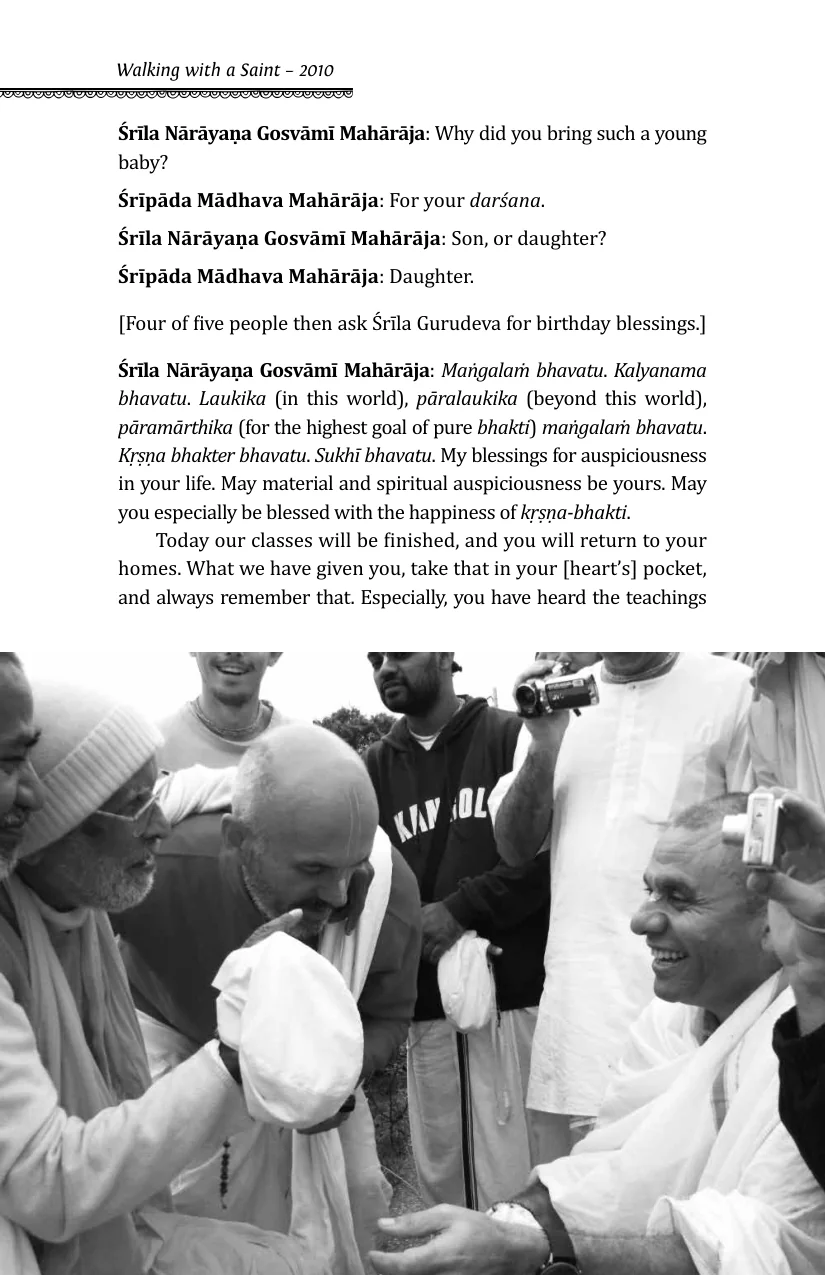 Walking with a Saint – 2010
Śrīla Nārāyaṇa Gosvāmī Mahārāja: Why did you bring such a young
baby?
Śrīpāda Mādhava Mahārāja: For your darśana.
Śrīla Nārāyaṇa Gosvāmī Mahārāja: Son, or daughter?
Śrīpāda Mādhava Mahārāja: Daughter.
[Four of five people then ask Śrīla Gurudeva for birthday blessings.]
Śrīla Nārāyaṇa Gosvāmī Mahārāja: Maṅgalaṁ bhavatu. Kalyanama
bhavatu. Laukika (in this world), pāralaukika (beyond this world),
pāramārthika (for the highest goal of pure bhakti) maṅgalaṁ bhavatu.
Kṛṣṇa bhakter bhavatu. Sukhī bhavatu. My blessings for auspiciousness
in your life. May material and spiritual auspiciousness be yours. May
you especially be blessed with the happiness of kṛṣṇa-bhakti.
Today our classes will be finished, and you will return to your
homes. What we have given you, take that in your [heart’s] pocket,
and always remember that. Especially, you have heard the teachings